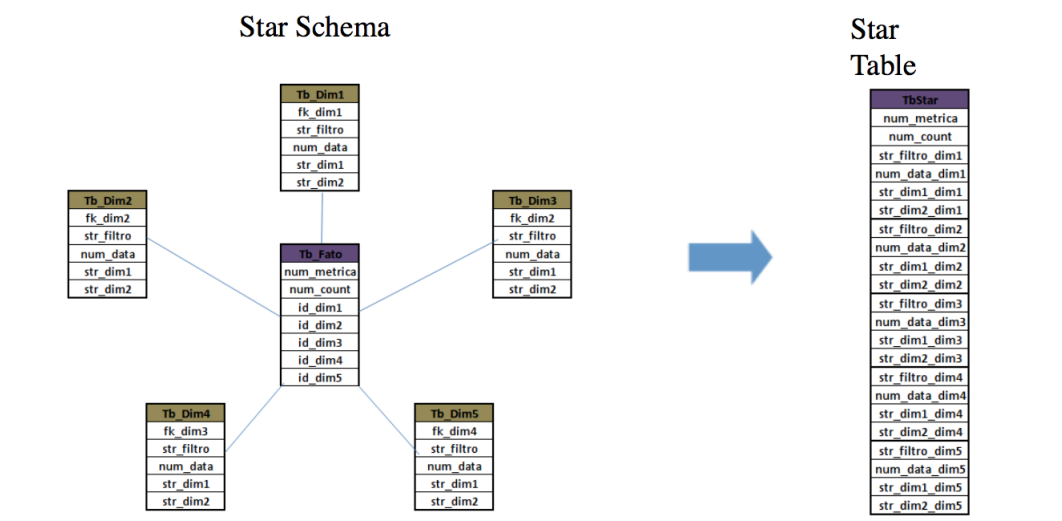 Star Schema
Star
Table
Tb_Dim1
fk_dim1
str_filtro
num_data
str_dim1
str_dim2
Tb_Dim2
fk_dim2
str_filtro
num_data
str_dim1
str_dim2
Tb_Dim3
fk_dim2
str_filtro
num_data
str_dim1
str_dim2
Tb_Fato
num_metrica
num_count
id_dim1
id_dim2
id_dim3
id_dim4
id_dim5
Tb_Dim4
fk_dim3
str_filtro
num_data
str_dim1
str_dim2
Tb_Dim5
fk_dim4
str_filtro
num_data
str_dim1
str_dim2
TbStar
num_metrica
num_count
str_filtro_dim1
num_data_dim1
str_dim1_dim1
str_dim2_dim1
str_filtro_dim2
num_data_dim2
str_dim1_dim2
str_dim2_dim2
str_filtro_dim3
num_data_dim3
str_dim1_dim3
str_dim2_dim3
str_filtro_dim4
num_data_dim4
str_dim1_dim4
str_dim2_dim4
str_filtro_dim5
num_data_dim5
str_dim1_dim5
str_dim2_dim5